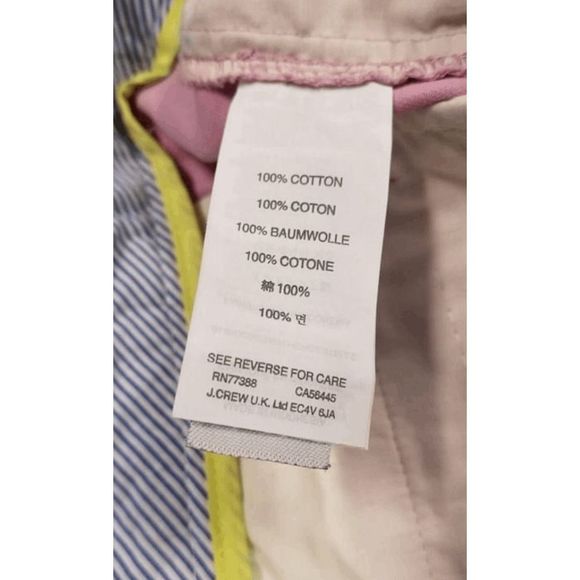 100% COTTON
100% COTON
100% BAUMWOLLE
100% COTONE
綿 100%
100% 면
SEE REVERSE FOR CARE
RN77388 CA56445
J.CREW U.K. Ltd EC4V 6JA